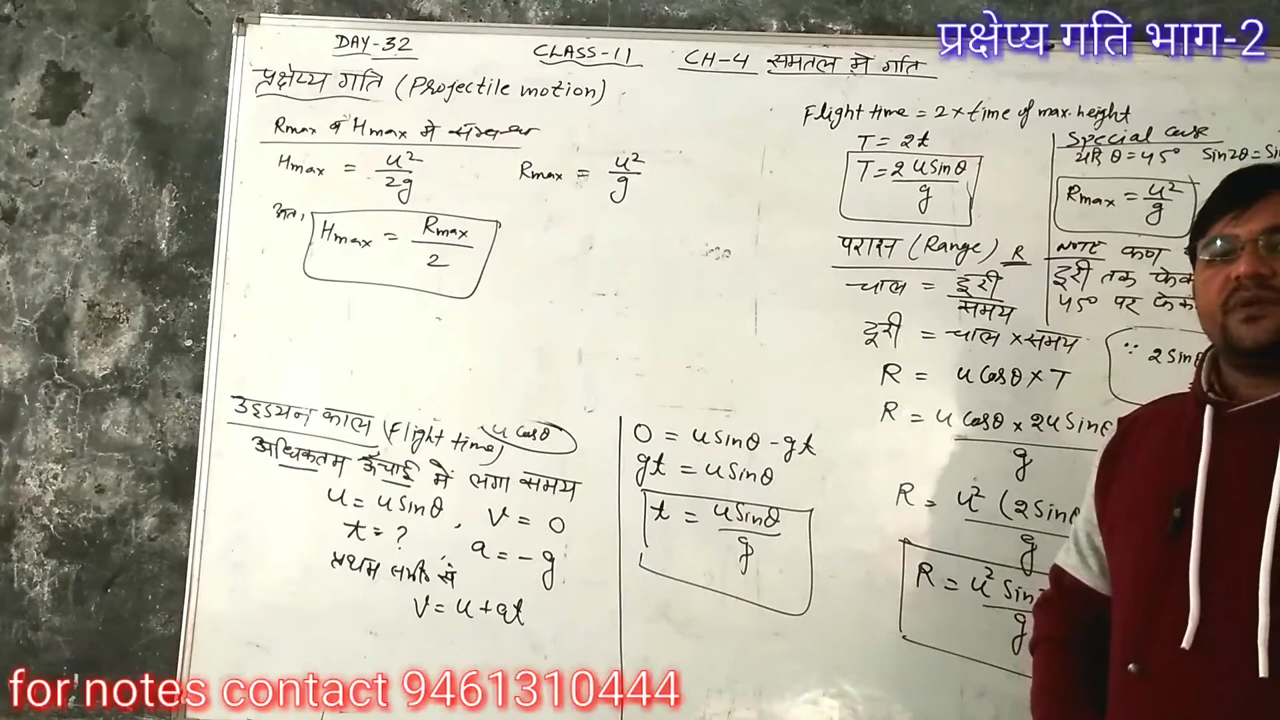 प्रक्षेप्य गति भाग-2
DAY-32 CLASS-11 CH-4 समतल में गति
प्रक्षेप्य गति (Projectile motion)
Rmax व Hmax में सम्बन्ध
Hmax = u²/2g Rmax = u²/g
अतः, Hmax = Rmax/2
उड्डयन काल (Flight time) u cosθ
अधिकतम ऊँचाई में लगा समय
u = u sinθ, v = 0
t = ? a = -g
प्रथम समी० से
v = u + at
0 = u sinθ - gt
gt = u sinθ
t = u sinθ/g
Flight time = 2 × time of max. height
T = 2t
T = 2 u sinθ/g
परास (Range) R
चाल = दूरी/समय
दूरी = चाल × समय
R = u cosθ × T
R = u cosθ × 2u sinθ/g
R = u² (2 sinθ/g
R = u² sin/g
Special case
यदि θ = 45° Sin2θ = Si
Rmax = u²/g
NOTE कण
दूरी तक फेंक
45° पर फेंक
∵ 2 sinθ
for notes contact 9461310444